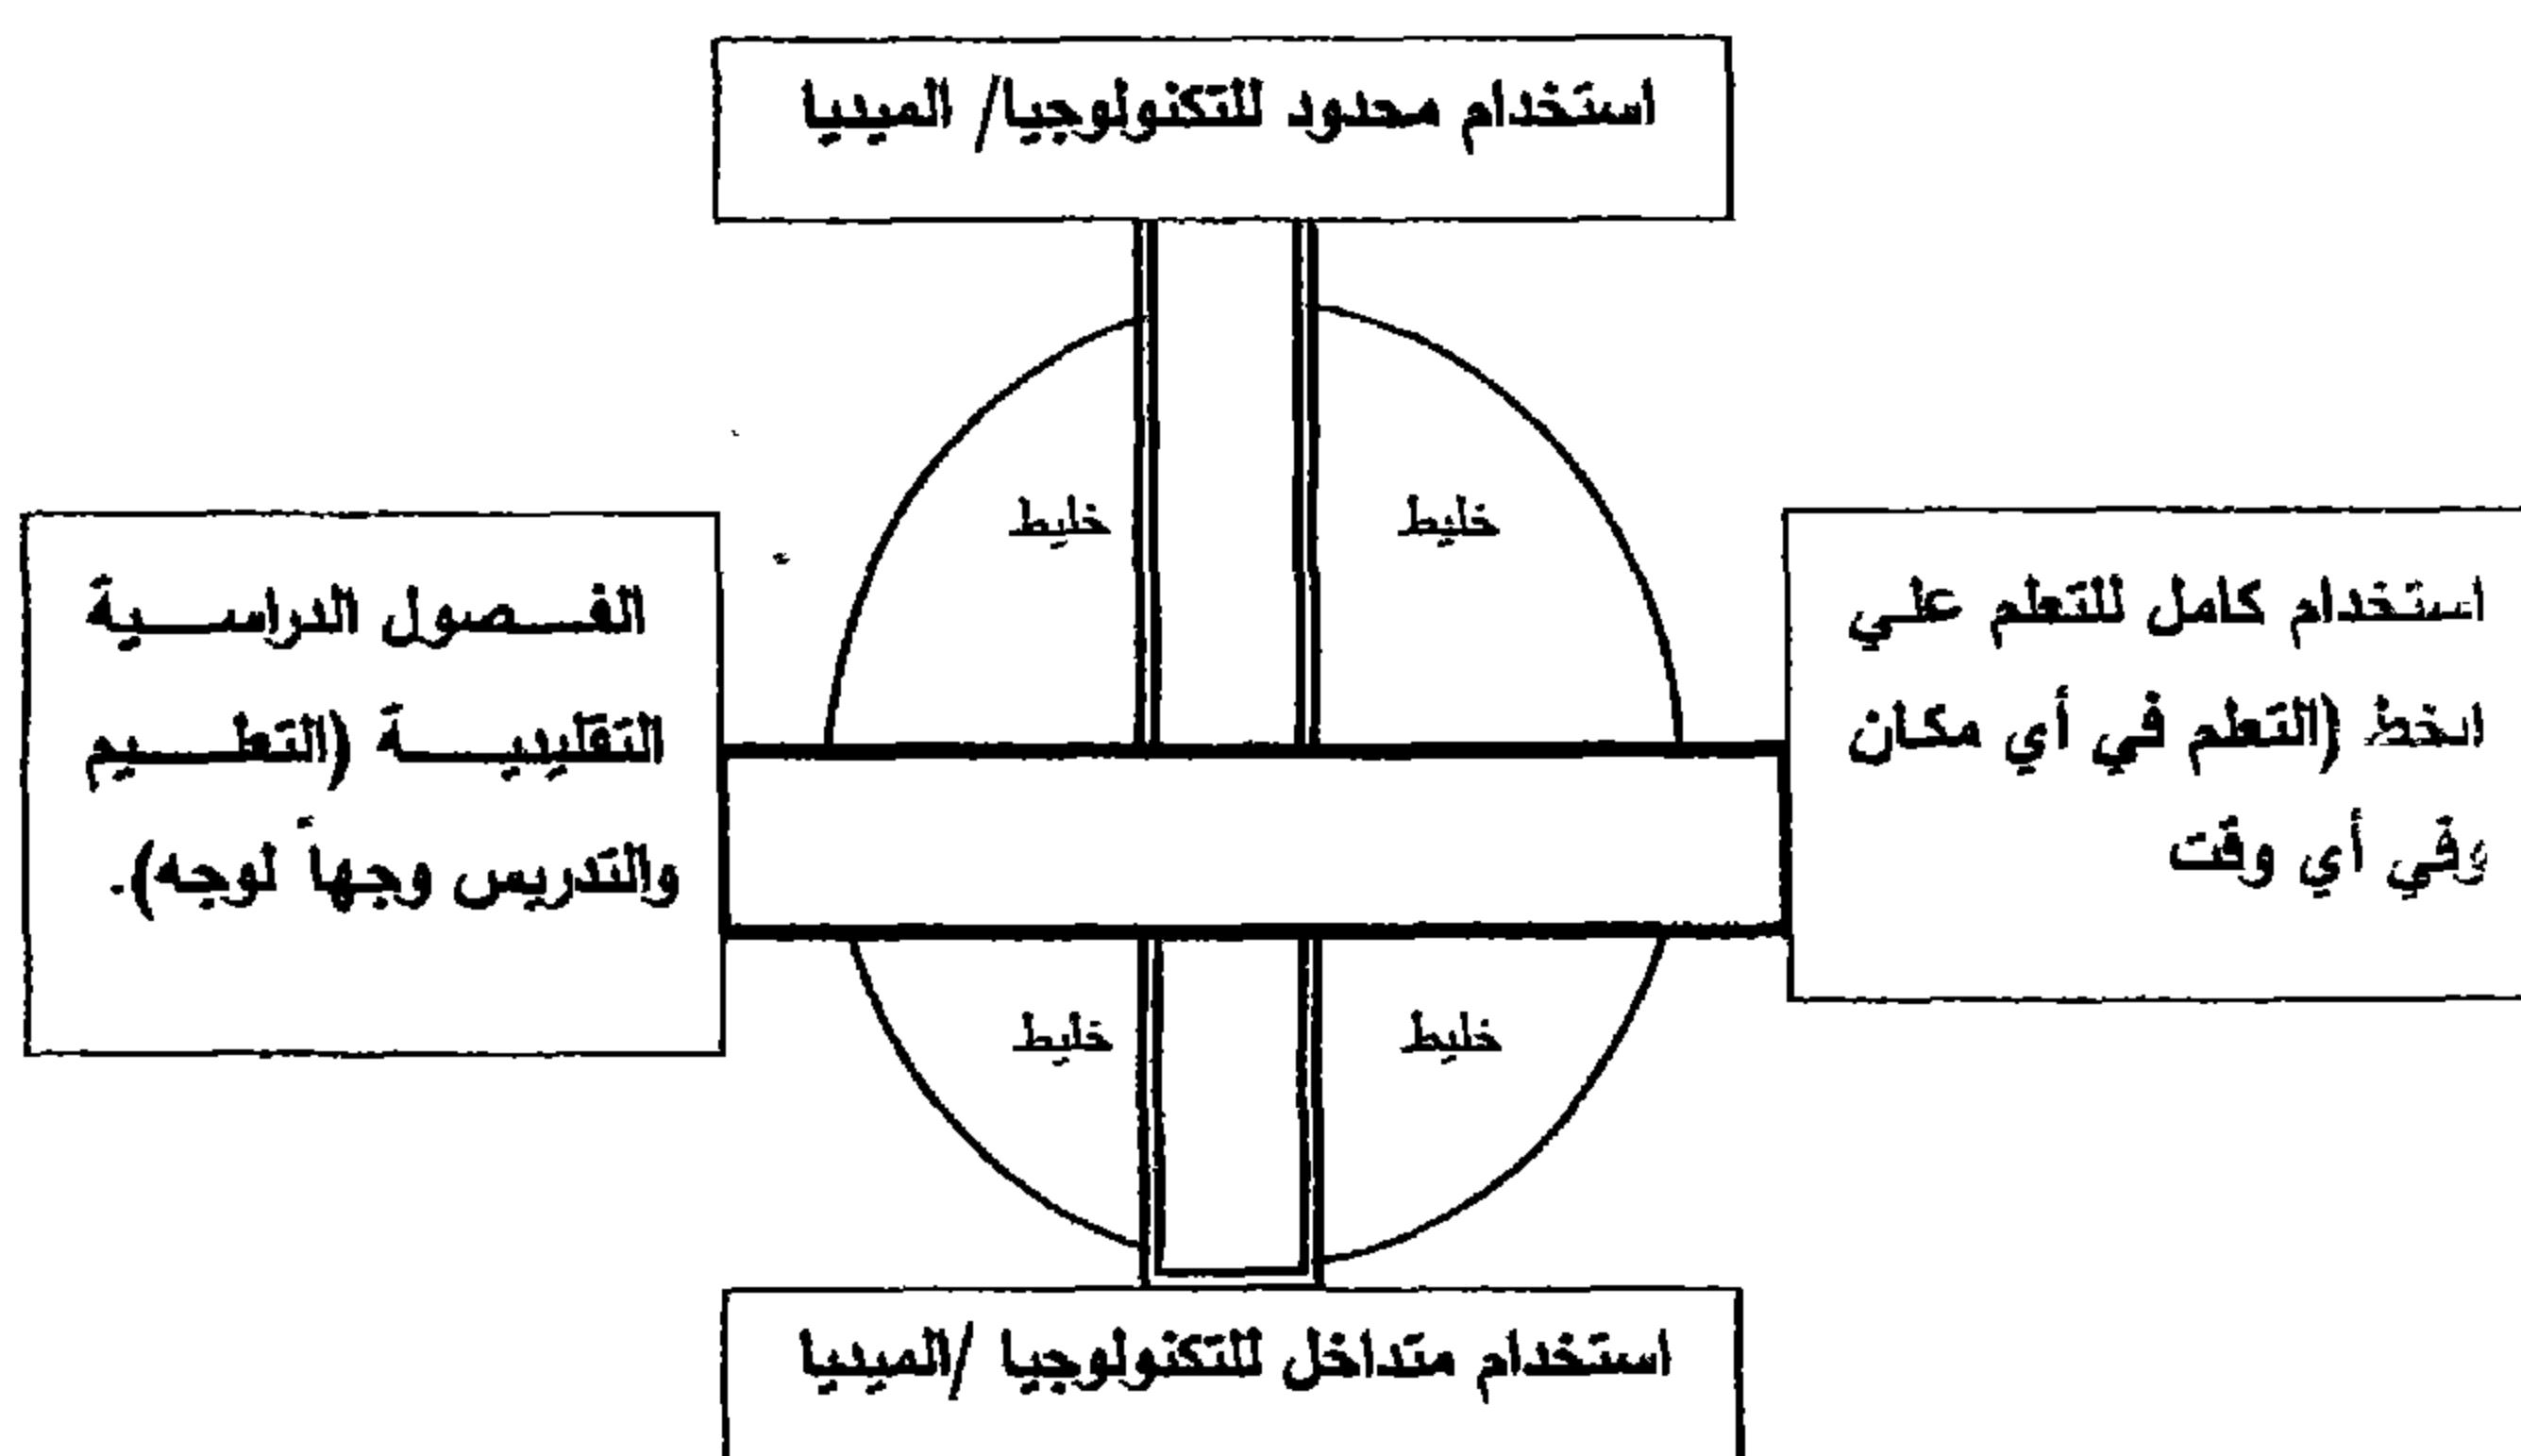 استخدام محدود للتكنولوجيا/ الميديا
خليط
خليط
استخدام كامل للتعلم علي
الخط (التعلم في أي مكان
وفي أي وقت
الفصول الدراسية
التقليدية (التعليم
والتدريس وجهاً لوجه).
خليط
خليط
استخدام متداخل للتكنولوجيا /الميديا